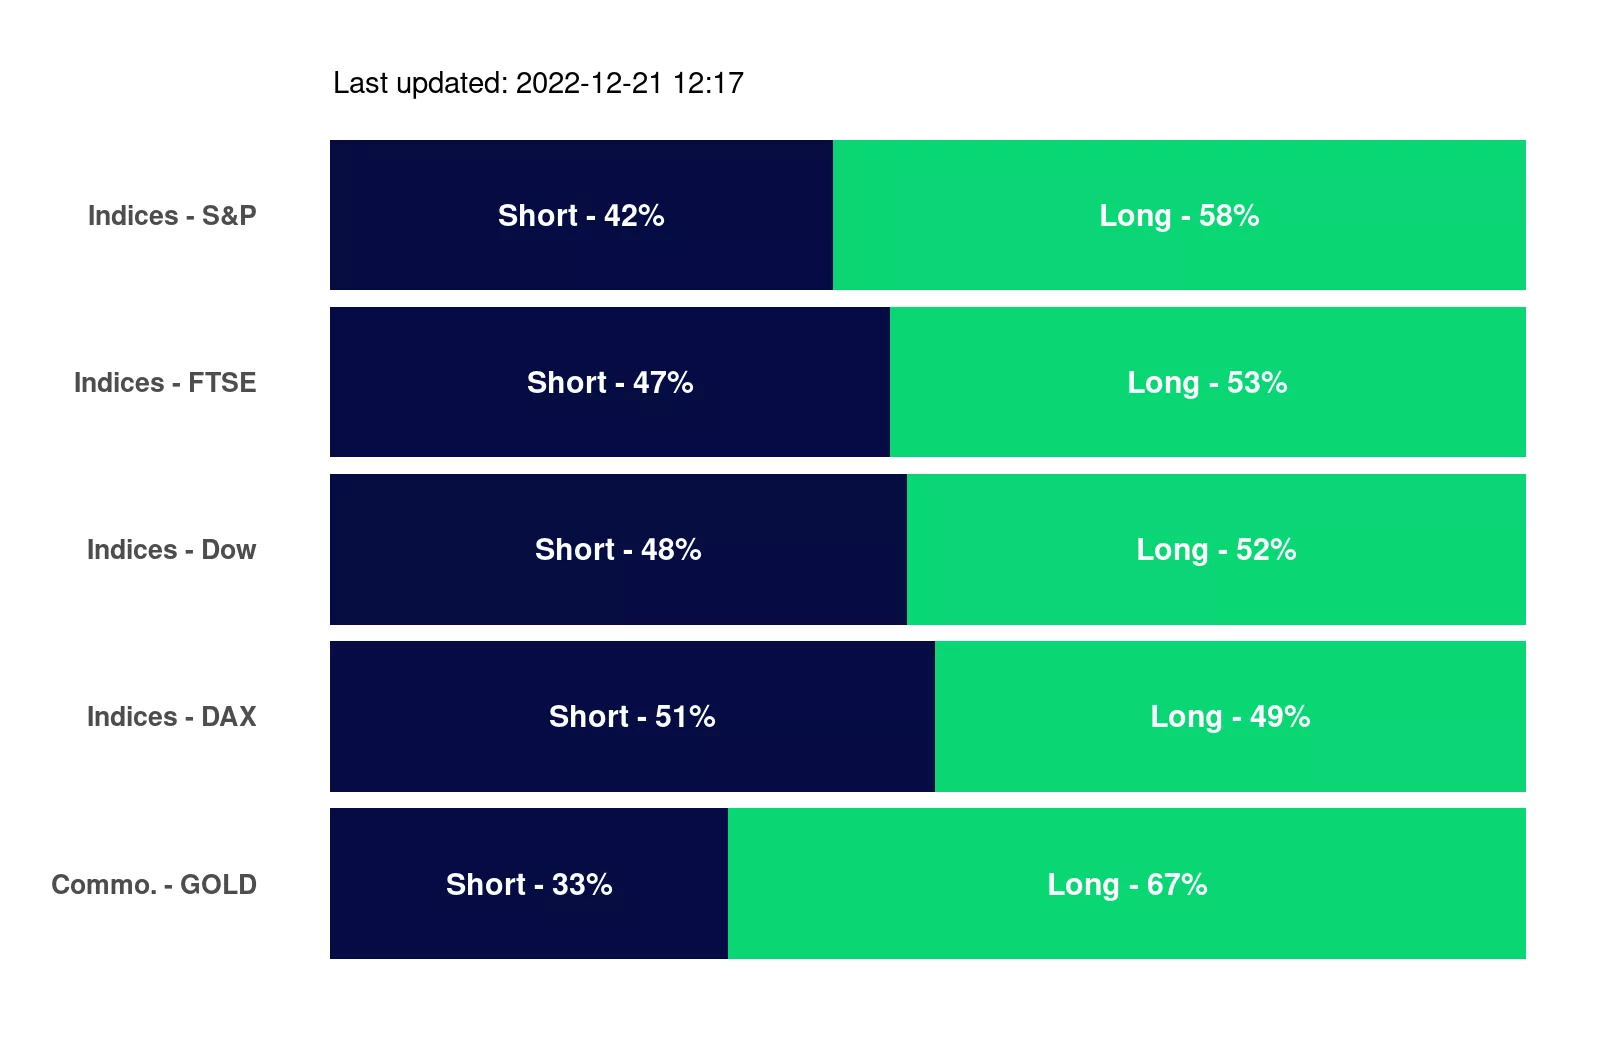 Last updated: 2022-12-21 12:17
Indices - S&P Short - 42% Long - 58%
Indices - FTSE Short - 47% Long - 53%
Indices - Dow Short - 48% Long - 52%
Indices - DAX Short - 51% Long - 49%
Commo. - GOLD Short - 33% Long - 67%